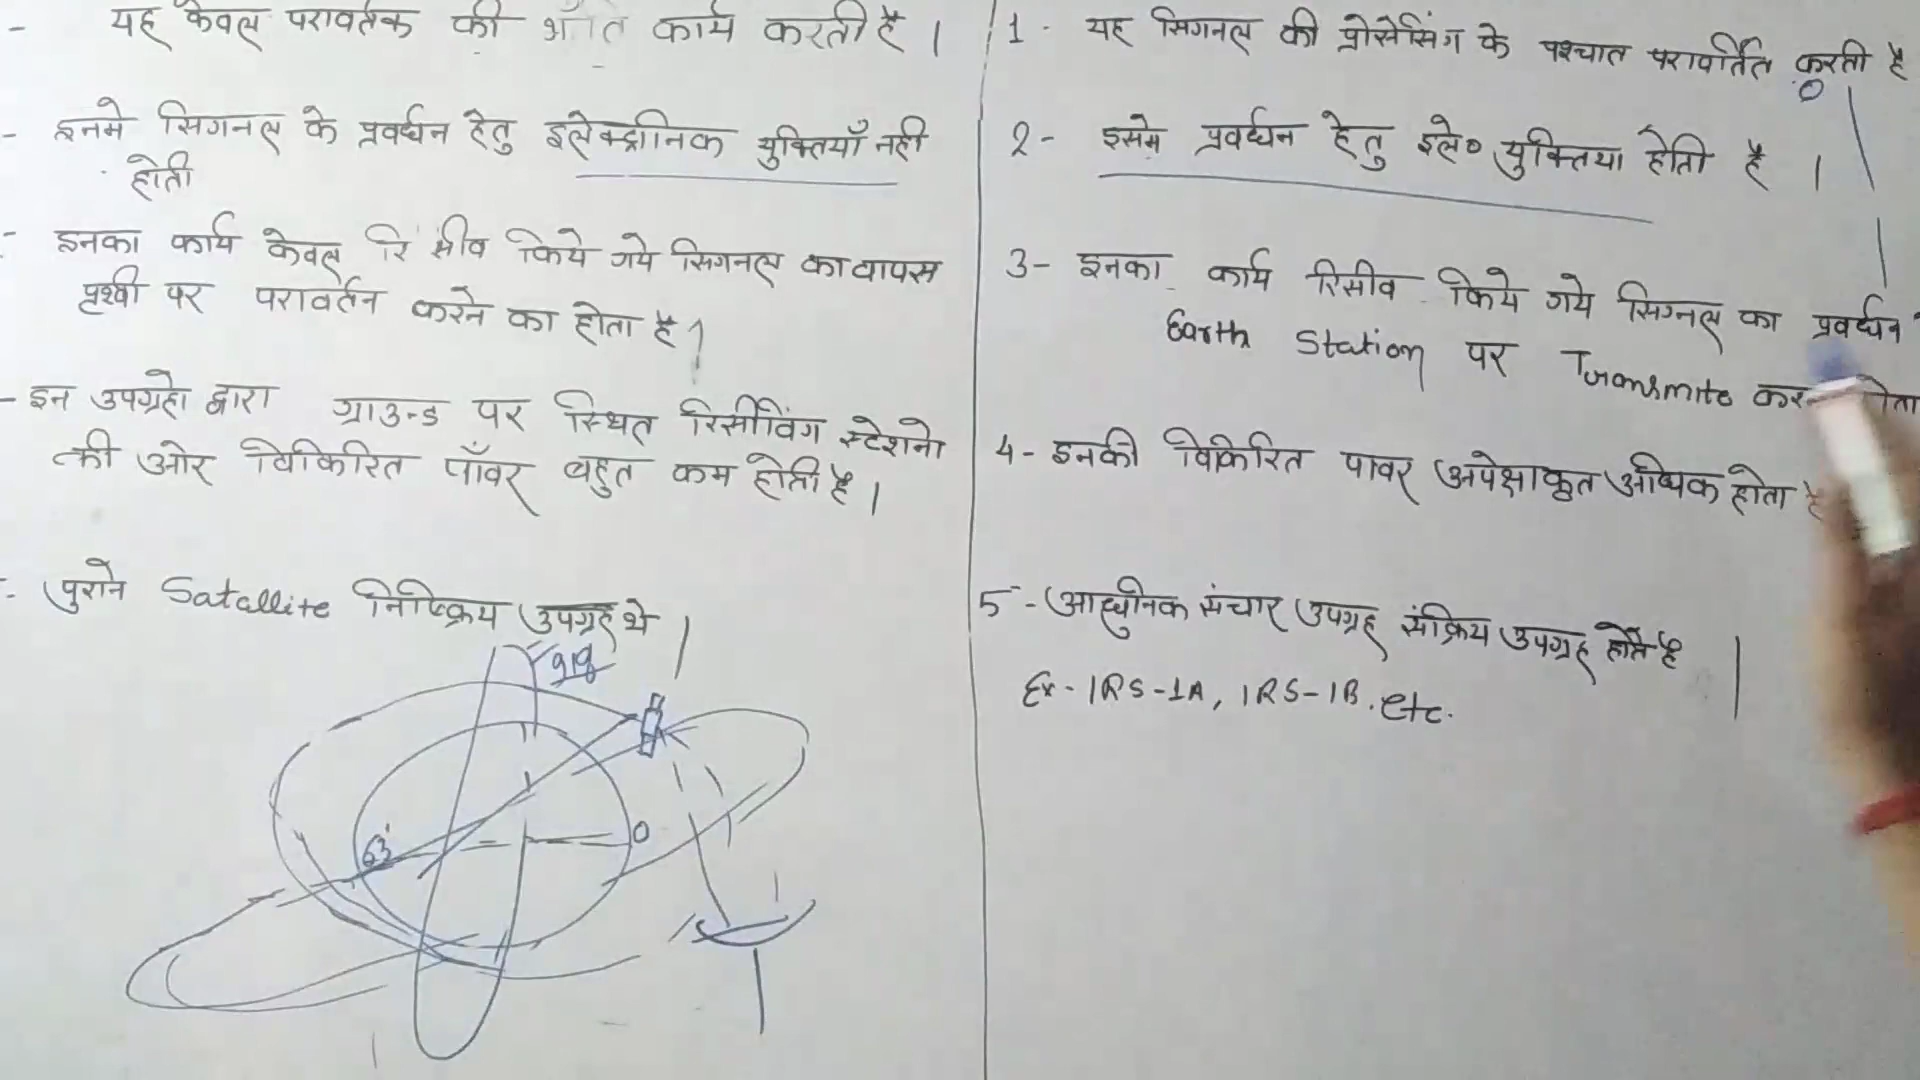 - यह केवल परावर्तक की भाँति कार्य करती है ।
- इनमे सिगनल के प्रवर्धन हेतु इलेक्ट्रानिक युक्तियाँ नही
होती
- इनका कार्य केवल रिसीव किये गये सिगनल का वापस
पृथ्वी पर परावर्तन करने का होता है ।
- इन उपग्रहो द्वारा ग्राउन्ड पर स्थित रिसीविंग स्टेशनो
की ओर विकिरित पॉवर बहुत कम होती है ।
- पुराने Satallite निष्क्रिय उपग्रह थे ।
63
0
1- यह सिगनल की प्रोसेसिंग के पश्चात परावर्तित करती है
2- इसमे प्रवर्धन हेतु इले० युक्तिया होती है ।
3- इनका कार्य रिसीव किये गये सिगनल का प्रवर्धन
Earth Station पर Transmite
4- इनकी विकिरित पावर अपेक्षाकृत अधिक होता है
5- आधुनिक संचार उपग्रह सक्रिय उपग्रह होते है
Ex- IRS-1A, IRS-1B. etc.